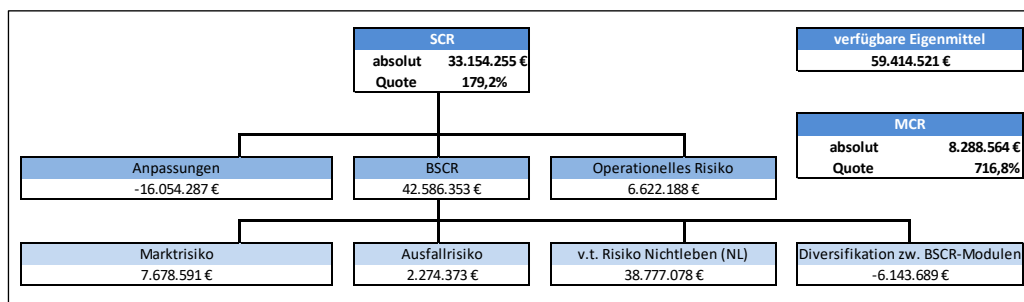 SCR
absolut 33.154.255 €
Quote 179,2%
verfügbare Eigenmittel
59.414.521 €
MCR
absolut 8.288.564 €
Quote 716,8%
Anpassungen
-16.054.287 €
BSCR
42.586.353 €
Operationelles Risiko
6.622.188 €
Marktrisiko
7.678.591 €
Ausfallrisiko
2.274.373 €
v.t. Risiko Nichtleben (NL)
38.777.078 €
Diversifikation zw. BSCR-Modulen
-6.143.689 €